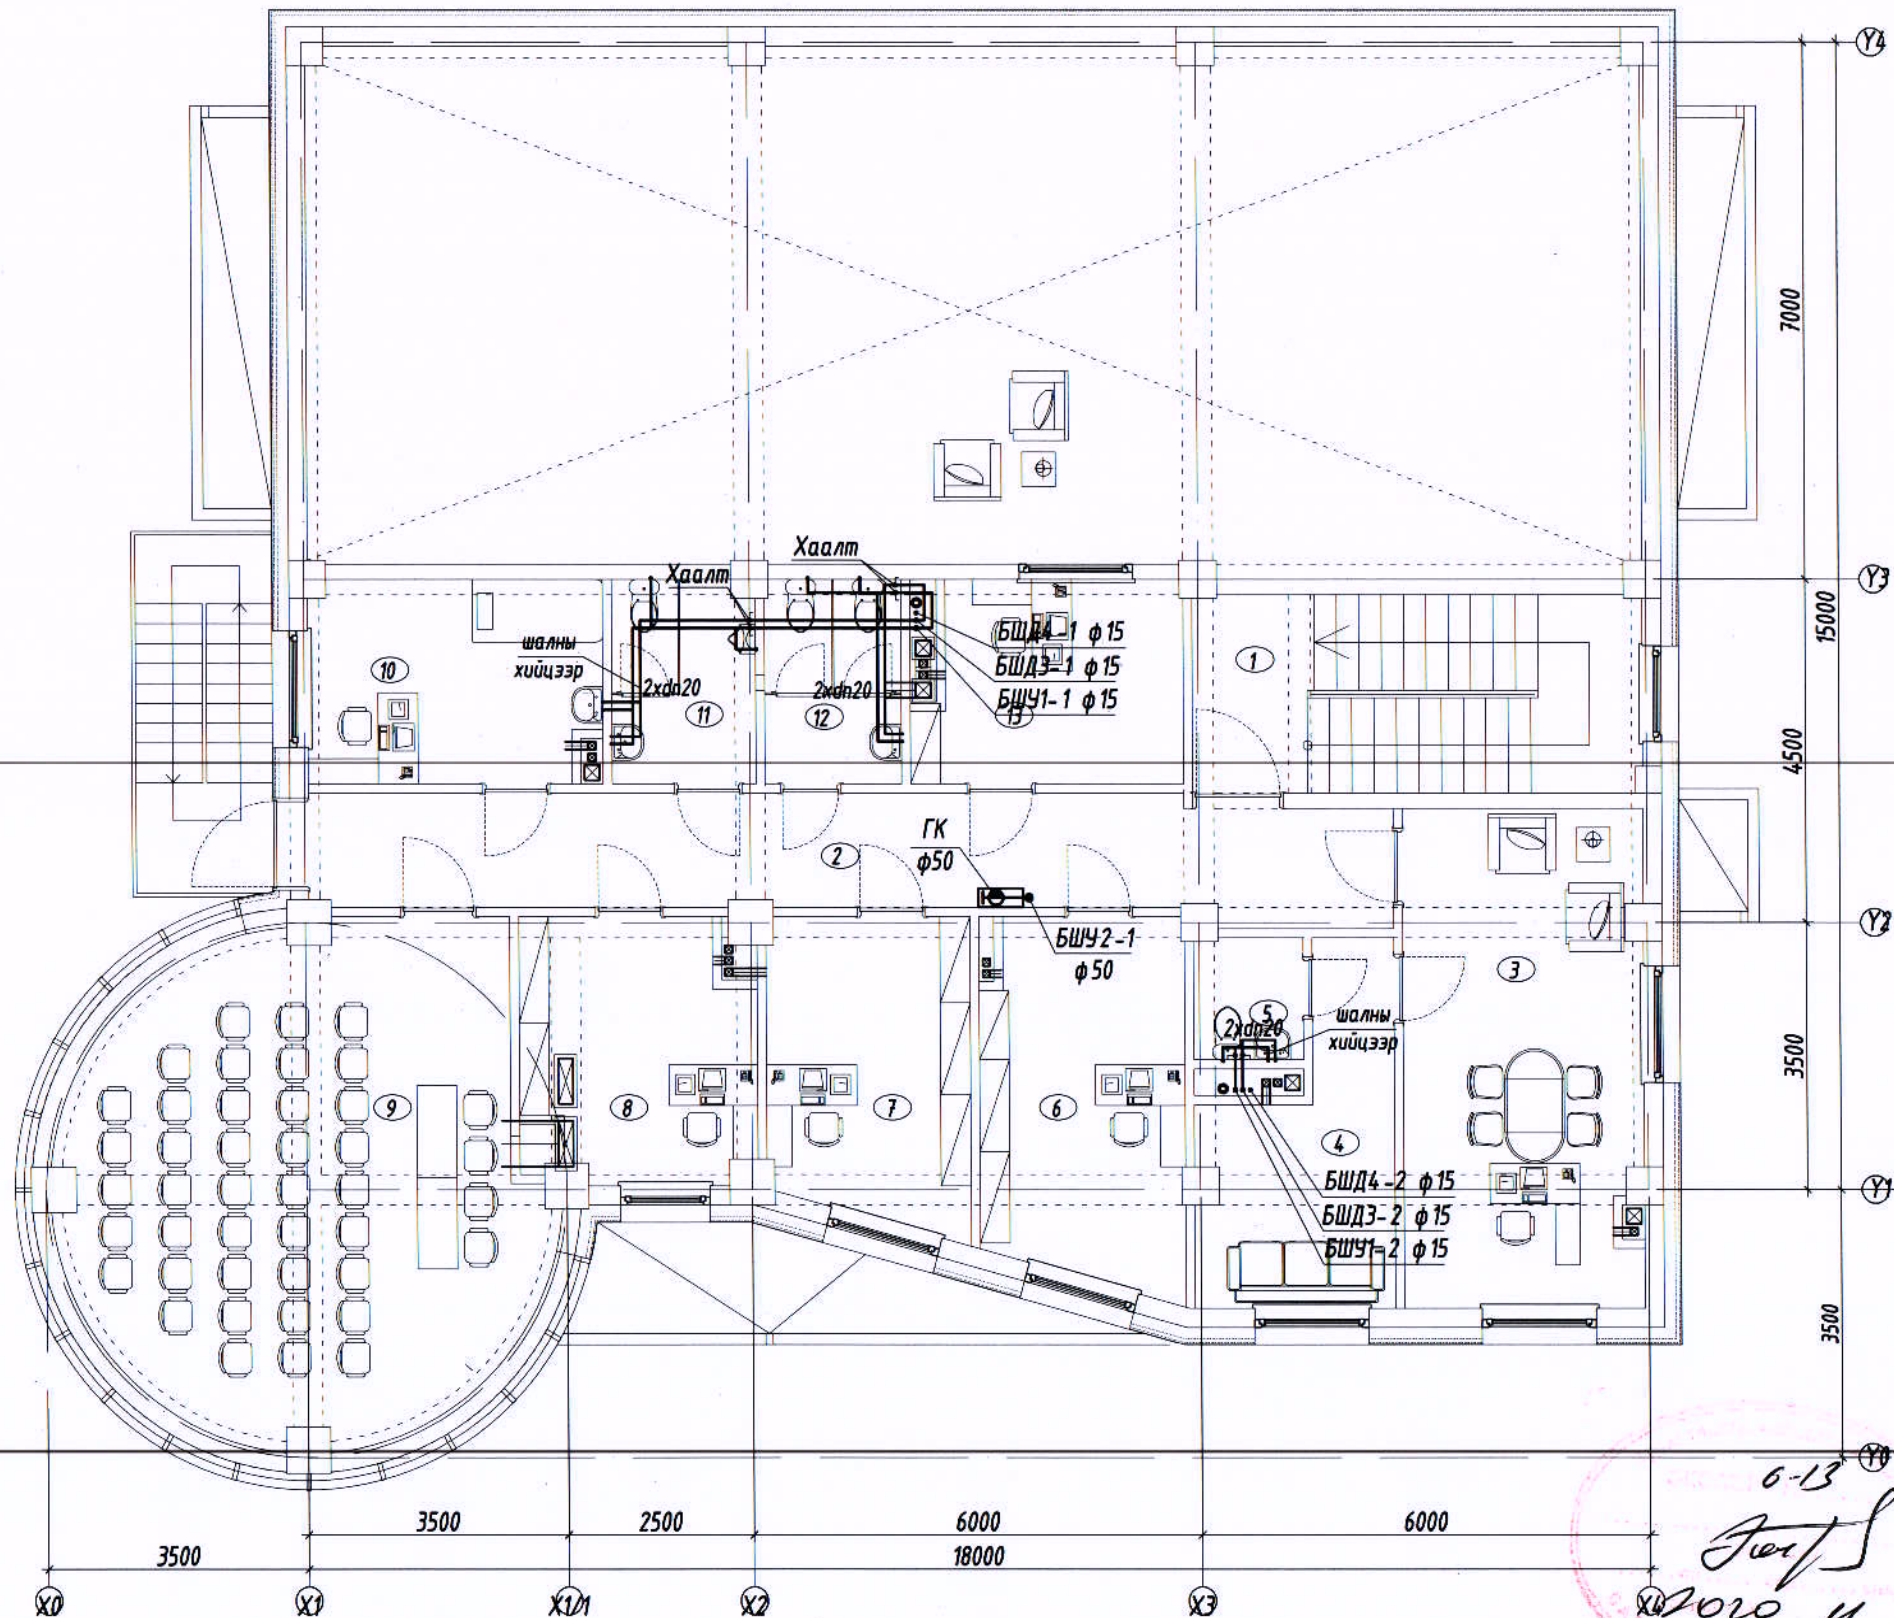 Y4
7000
Хаалт
Хаалт
Y3
15000
шалны
хийцээр
БШД4-1 ф15
10
1
БШД3-1 ф15
2xdn20
2xdn20
БШУ1-1 ф15
11
12
13
4500
ГК
ф50
2
Y2
БШУ2-1
ф50
3
5
2xdn20
шалны
хийцээр
3500
9
8
7
6
4
БШД4-2 ф15
Y1
БШД3-2 ф15
БШУ1-2 ф15
3500
Y0
6-13
3500
2500
6000
6000
3500
18000
X0
X1
X1/1
X2
X3
X4
2020